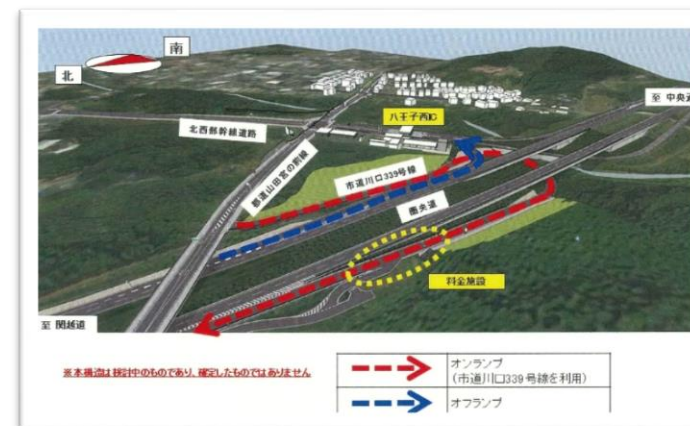 南
北
至 中央道
八王子西IC
北西部幹線道路
都道山田宮の前線
市道川口339号線
圏央道
料金施設
至 関越道
※本構造は検討中のものであり、確定したものではありません
オンランプ
(市道川口339号線を利用)
オフランプ